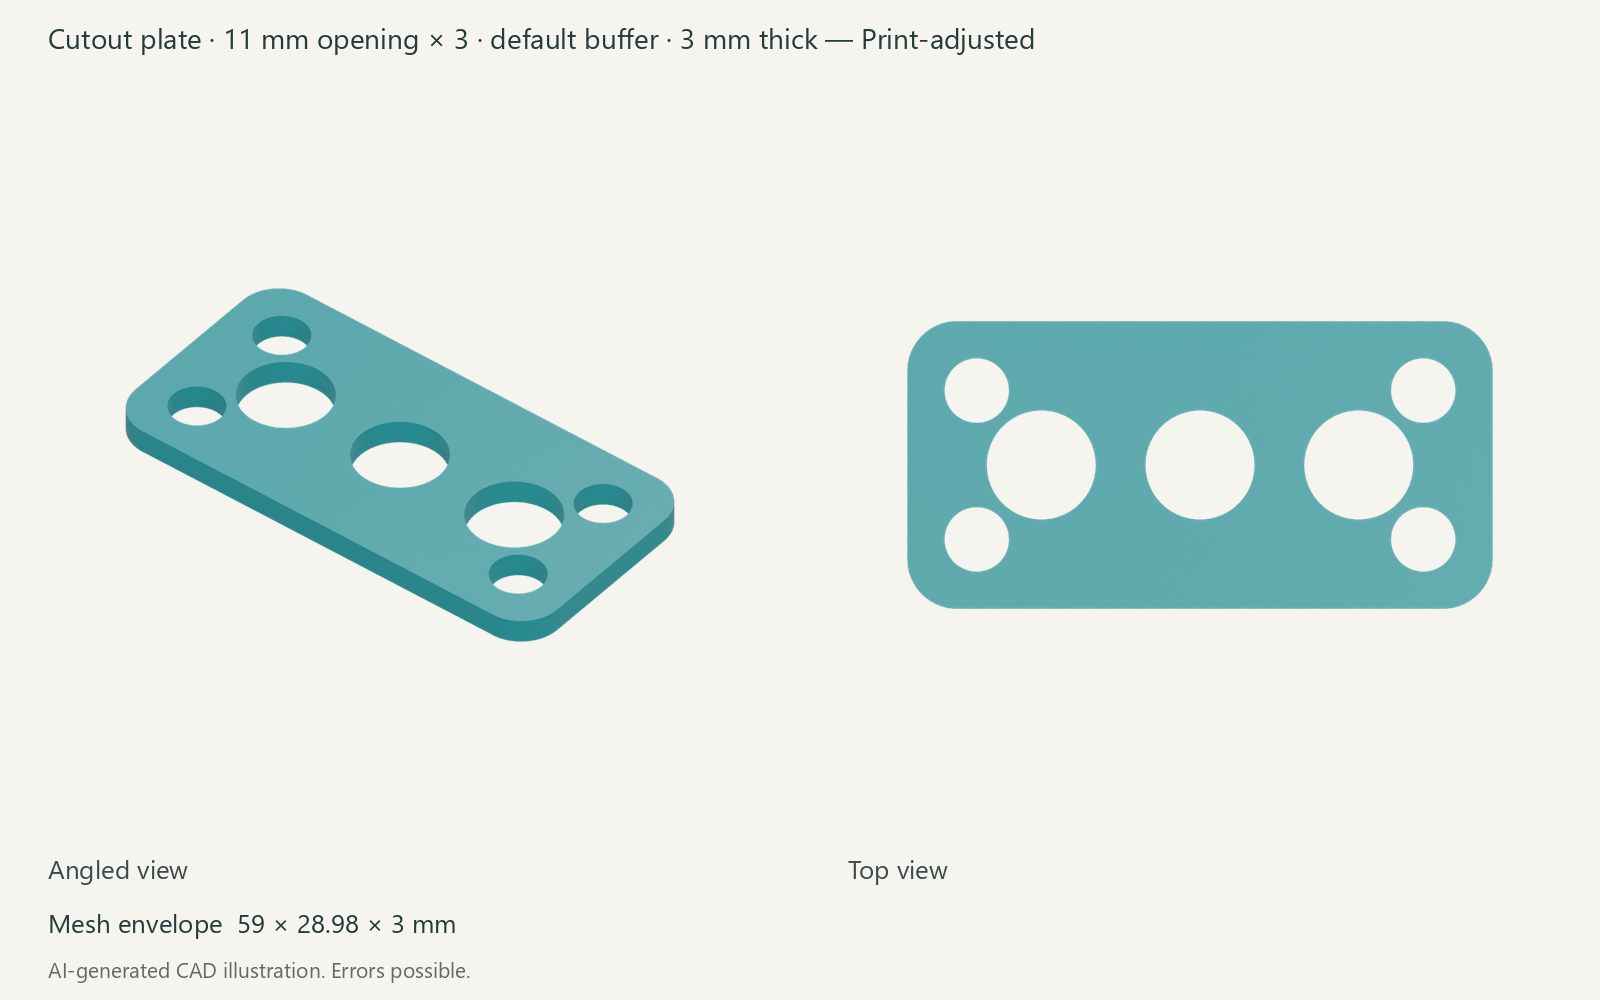 Cutout plate · 11 mm opening × 3 · default buffer · 3 mm thick — Print-adjusted
Angled view
Top view
Mesh envelope 59 × 28.98 × 3 mm
AI-generated CAD illustration. Errors possible.